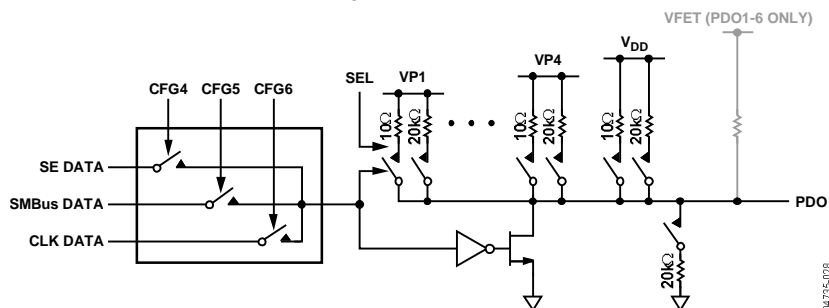 VFET (PDO1-6 ONLY)
VDD
VP4
VP1
SEL
CFG4 CFG5 CFG6
10Ω
20kΩ
10Ω
20kΩ
10Ω
20kΩ
SE DATA
SMBus DATA
CLK DATA
PDO
20kΩ
04735-028